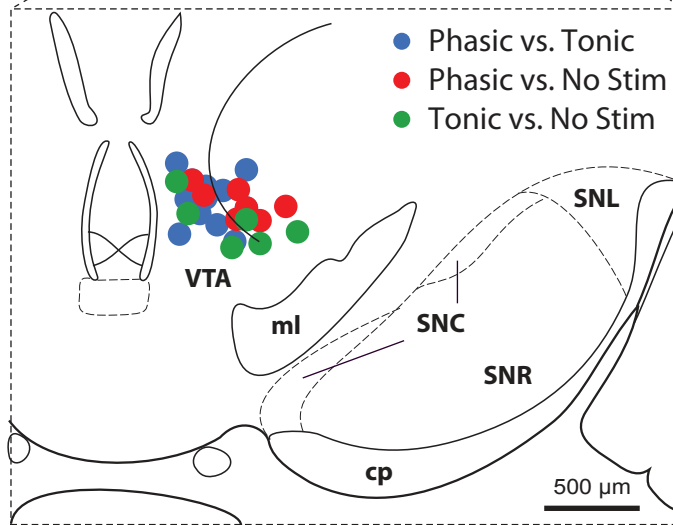 Phasic vs. Tonic
Phasic vs. No Stim
Tonic vs. No Stim
SNL
VTA
ml
SNC
SNR
cp
500 μm